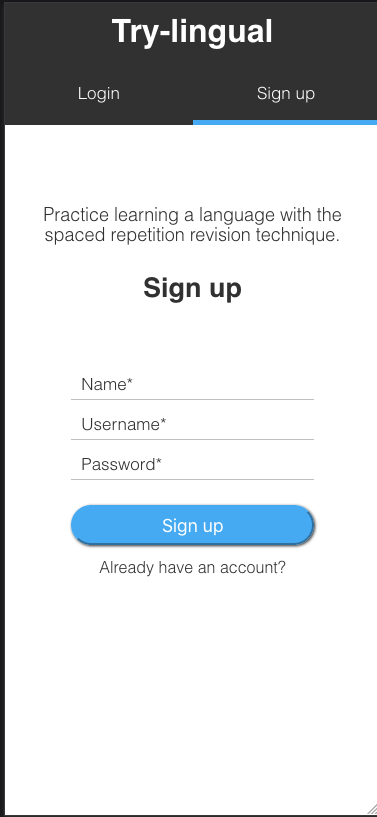 Try-lingual
Login
Sign up
Practice learning a language with the
spaced repetition revision technique.
Sign up
Name*
Username*
Password*
Sign up
Already have an account?